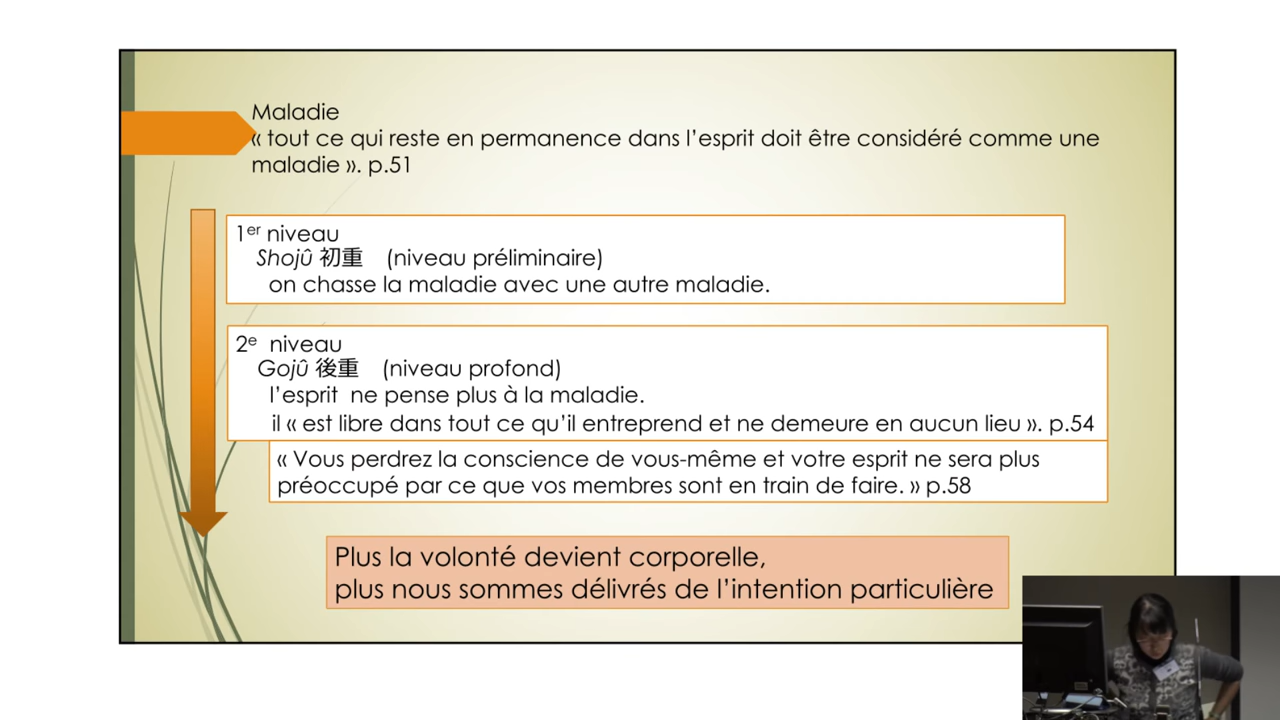 Maladie
« tout ce qui reste en permanence dans l’esprit doit être considéré comme une
maladie ». p.51
1er niveau
Shojû 初重 (niveau préliminaire)
on chasse la maladie avec une autre maladie.
2e niveau
Gojû 後重 (niveau profond)
l’esprit ne pense plus à la maladie.
il « est libre dans tout ce qu’il entreprend et ne demeure en aucun lieu ». p.54
« Vous perdrez la conscience de vous-même et votre esprit ne sera plus
préoccupé par ce que vos membres sont en train de faire. » p.58
Plus la volonté devient corporelle,
plus nous sommes délivrés de l’intention particulière